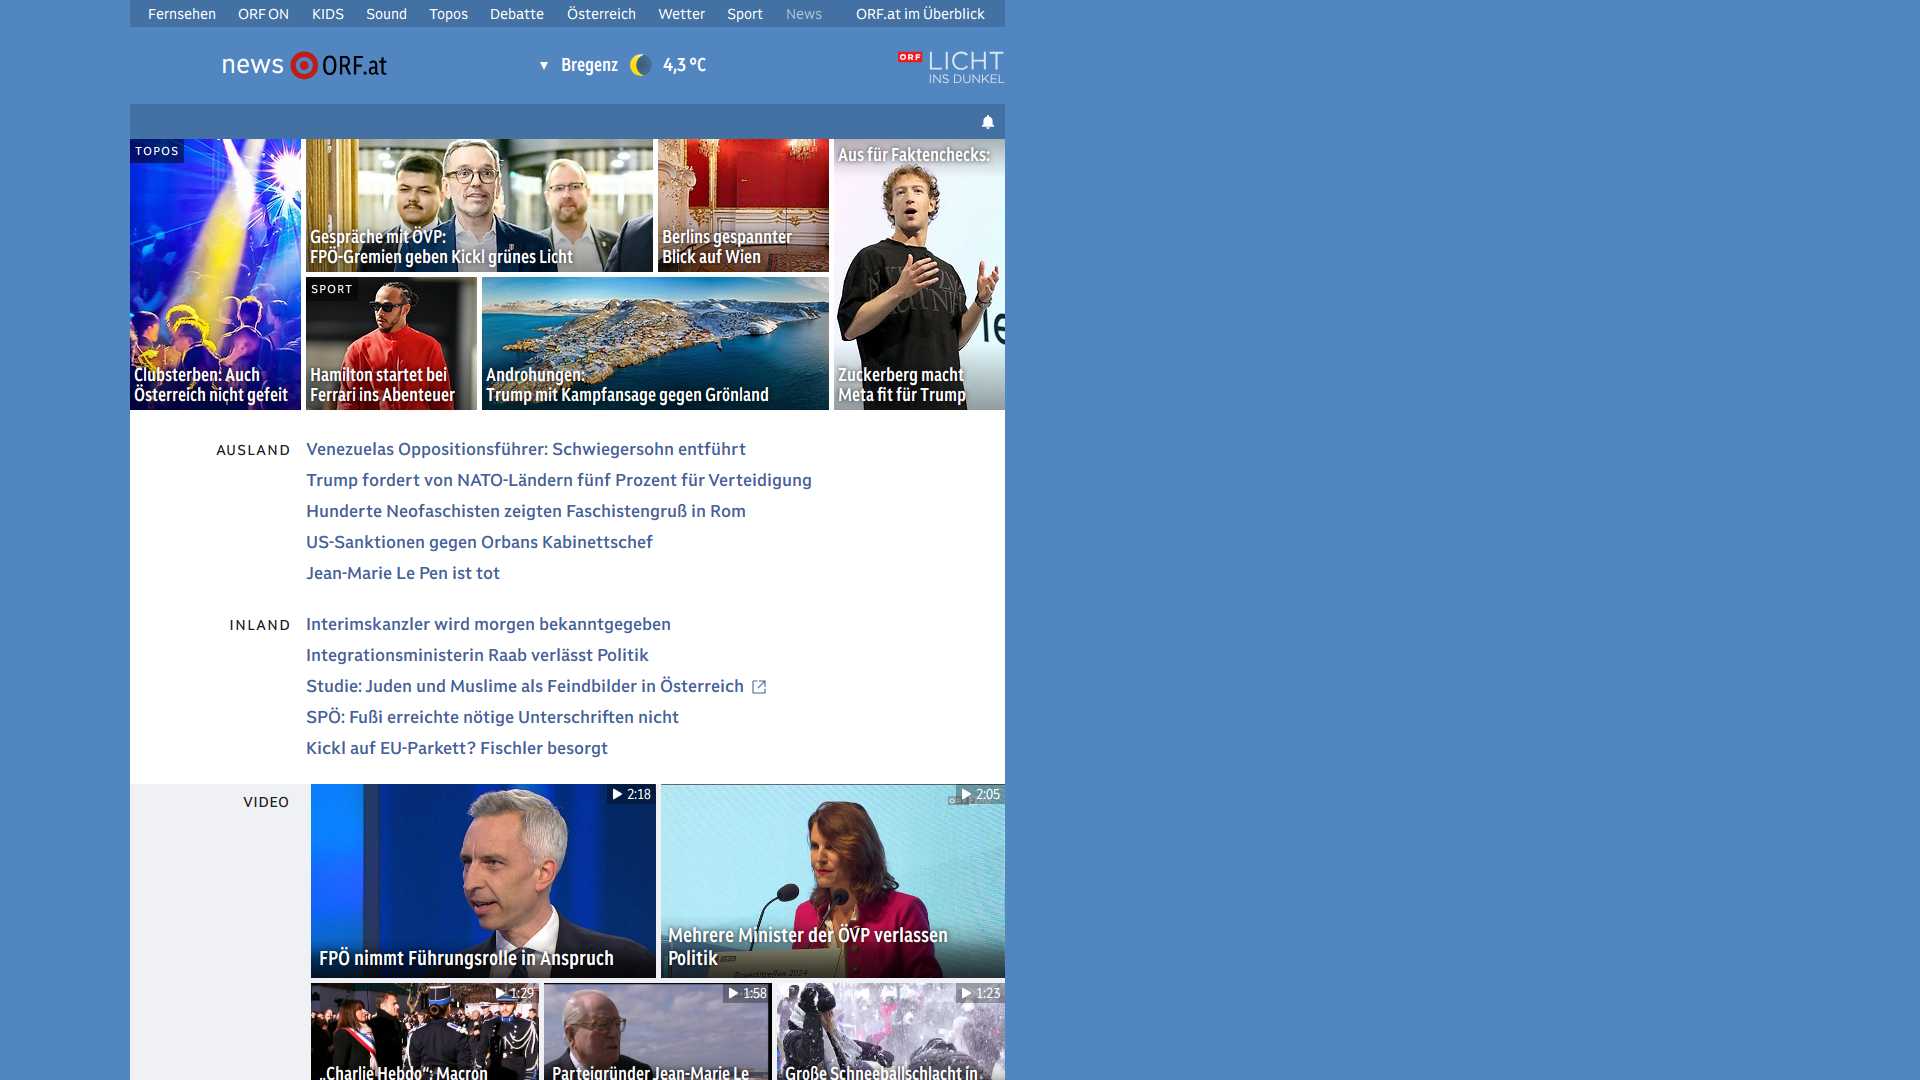 Fernsehen ORF ON KIDS Sound Topos Debatte Österreich Wetter Sport News ORF.at im Überblick
news ORF.at
▼ Bregenz 4,3 °C
ORF LICHT
INS DUNKEL
TOPOS
Clubsterben: Auch
Österreich nicht gefeit
Gespräche mit ÖVP:
FPÖ-Gremien geben Kickl grünes Licht
Berlins gespannter
Blick auf Wien
Aus für Faktenchecks:
Zuckerberg macht
Meta fit für Trump
SPORT
Hamilton startet bei
Ferrari ins Abenteuer
Androhungen:
Trump mit Kampfansage gegen Grönland
AUSLAND
Venezuelas Oppositionsführer: Schwiegersohn entführt
Trump fordert von NATO-Ländern fünf Prozent für Verteidigung
Hunderte Neofaschisten zeigten Faschistengruß in Rom
US-Sanktionen gegen Orbans Kabinettschef
Jean-Marie Le Pen ist tot
INLAND
Interimskanzler wird morgen bekanntgegeben
Integrationsministerin Raab verlässt Politik
Studie: Juden und Muslime als Feindbilder in Österreich
SPÖ: Fußi erreichte nötige Unterschriften nicht
Kickl auf EU-Parkett? Fischler besorgt
VIDEO
2:18
FPÖ nimmt Führungsrolle in Anspruch
2:05
Mehrere Minister der ÖVP verlassen
Politik
1:29
„Charlie Hebdo“: Macron
1:58
Parteigründer Jean-Marie Le
1:23
Große Schneeballschlacht in